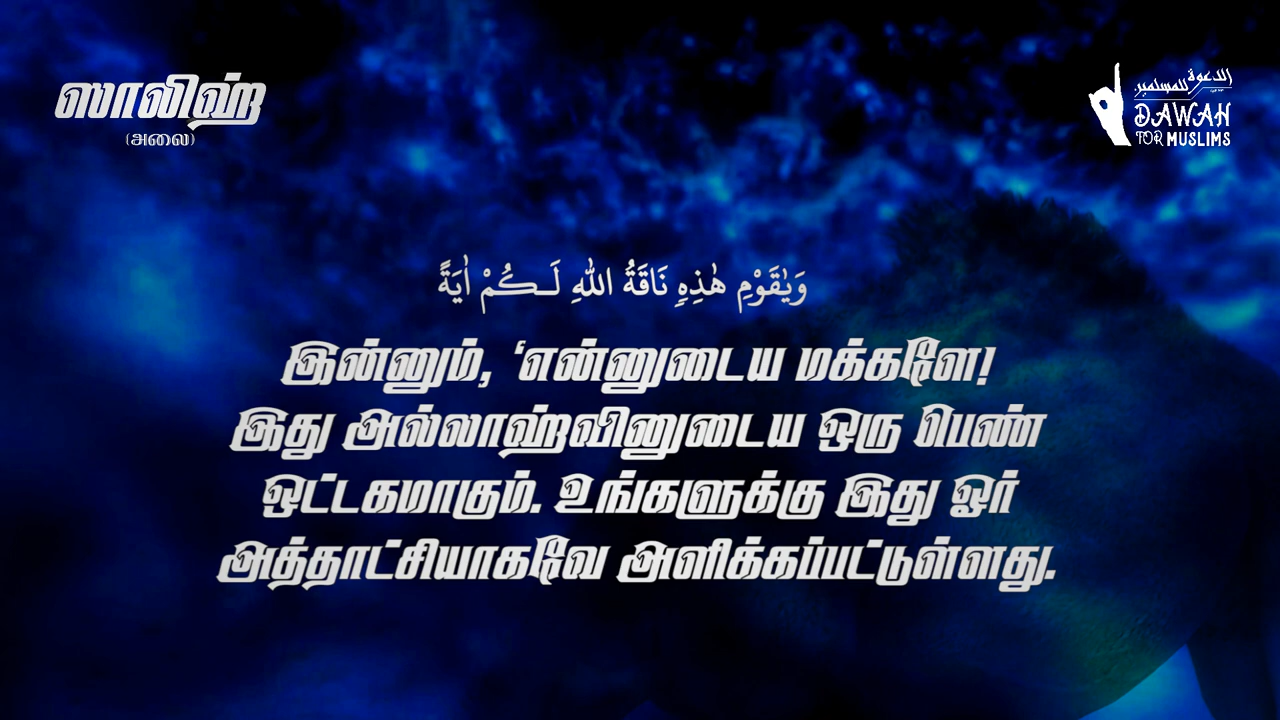 ஸாலிஹ்
(அலை)
الدعوة للمسلمين
DAWAH
FOR MUSLIMS
وَيٰقَوْمِ هٰذِهٖ نَاقَةُ اللّٰهِ لَـكُمْ اٰيَةً
இன்னும், ‘என்னுடைய மக்களே!
இது அல்லாஹ்வினுடைய ஒரு பெண்
ஒட்டகமாகும். உங்களுக்கு இது ஓர்
அத்தாட்சியாகவே அளிக்கப்பட்டுள்ளது.